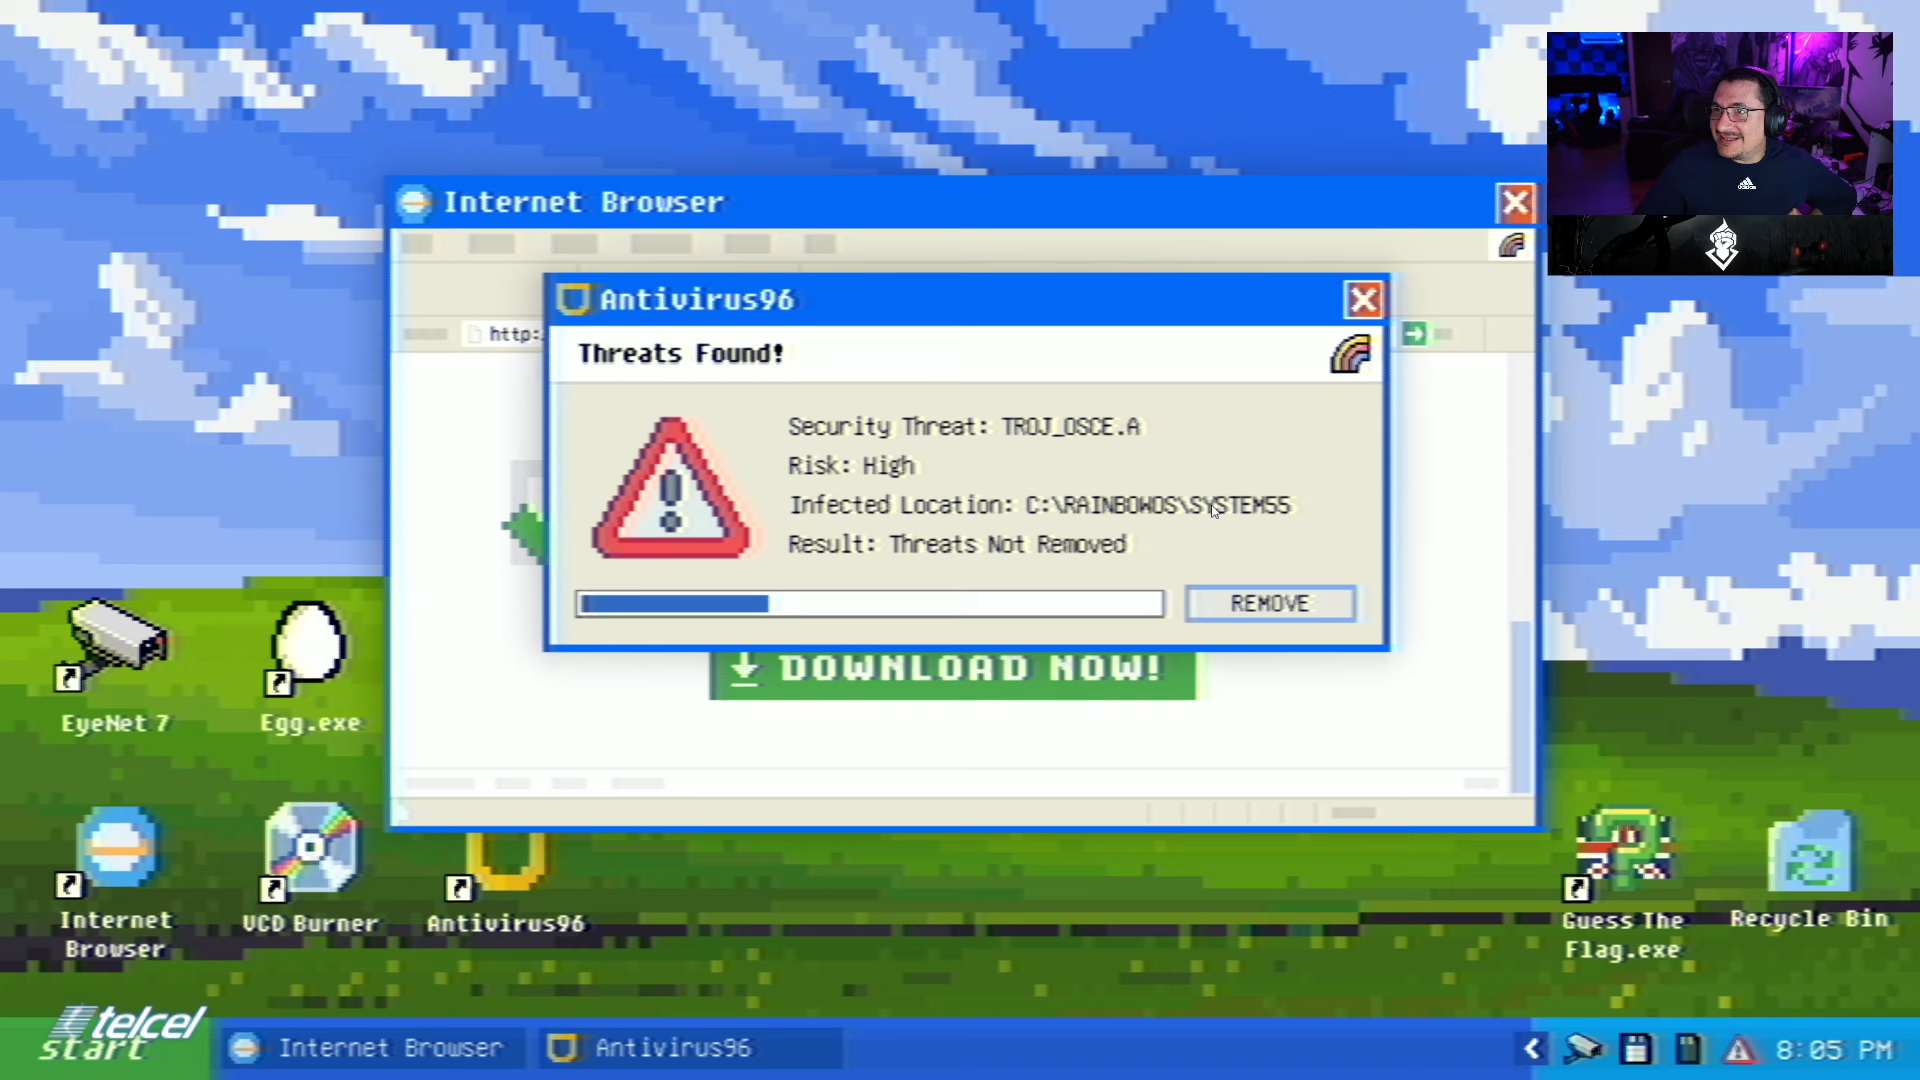 Internet Browser
http:
Antivirus96
Threats Found!
Security Threat: TROJ_OSCE.A
Risk: High
Infected Location: C:\RAINBOWOS\SYSTEM55
Result: Threats Not Removed
REMOVE
DOWNLOAD NOW!
EyeNet 7
Egg.exe
Internet
Browser
VCD Burner
Antivirus96
Guess The
Flag.exe
Recycle Bin
adidas
telcel
start
Internet Browser
Antivirus96
8:05 PM